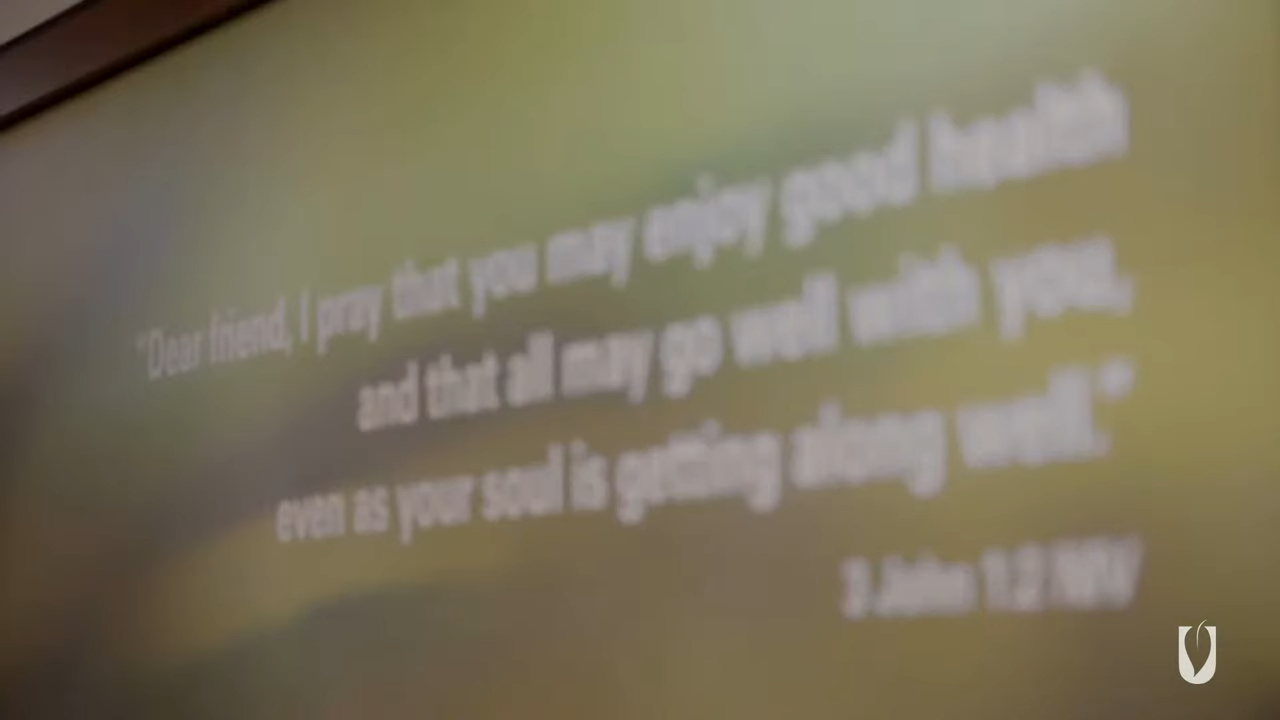 "Dear friend, I pray that you may enjoy good health
and that all may go well with you,
even as your soul is getting along well."
3 John 1:2 NIV